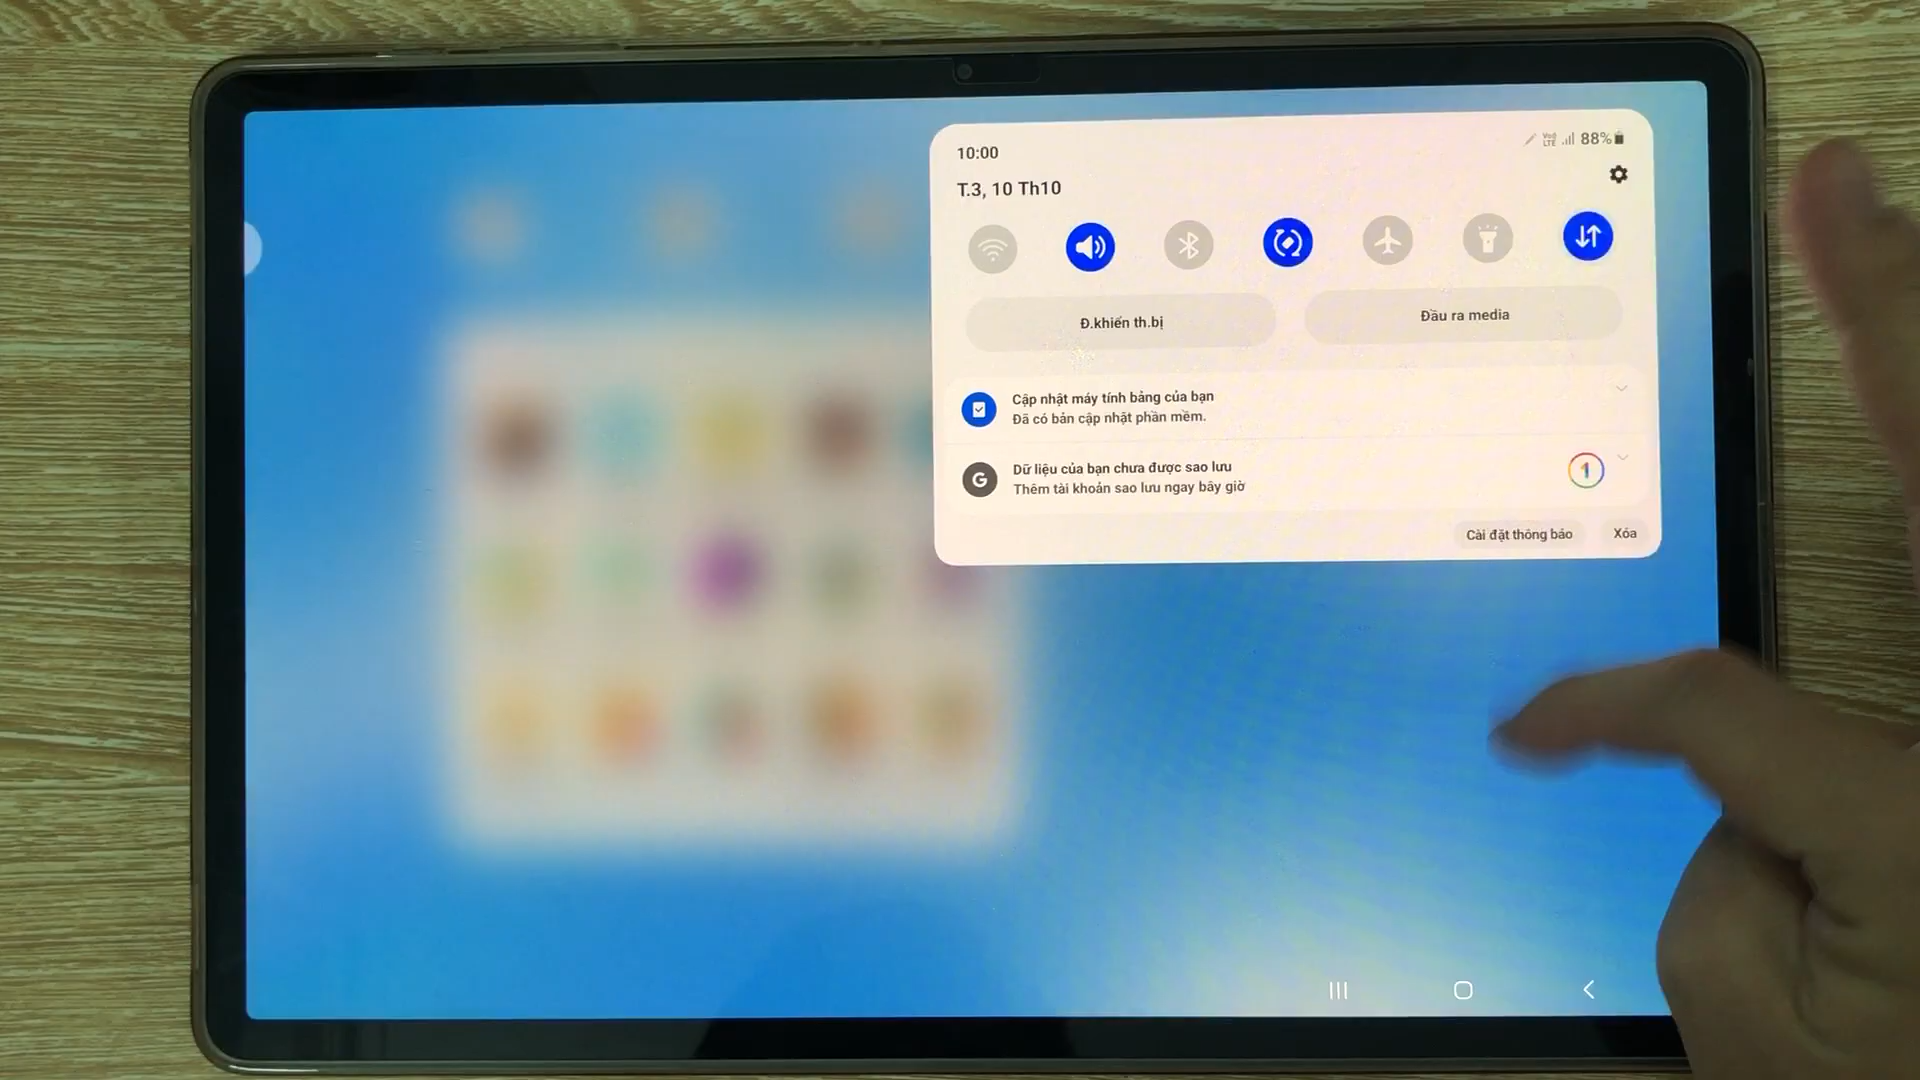 10:00
VoLTE 88%
T.3, 10 Th10
Đ.khiển th.bị
Đầu ra media
Cập nhật máy tính bảng của bạn
Đã có bản cập nhật phần mềm.
G
Dữ liệu của bạn chưa được sao lưu
Thêm tài khoản sao lưu ngay bây giờ
1
Cài đặt thông báo
Xóa